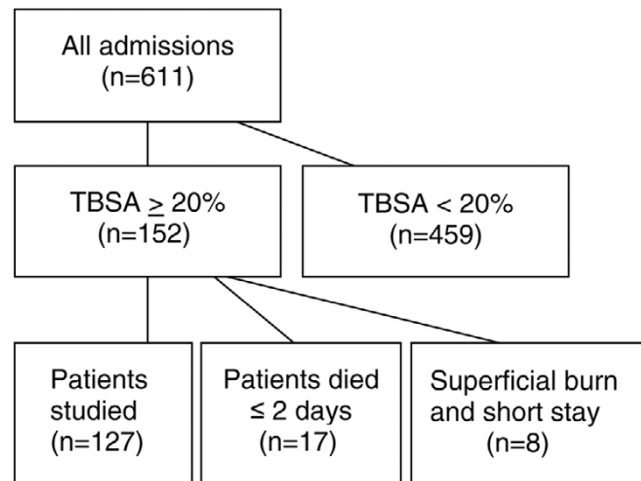 All admissions
(n=611)
TBSA ≥ 20%
(n=152)
TBSA < 20%
(n=459)
Patients
studied
(n=127)
Patients died
≤ 2 days
(n=17)
Superficial burn
and short stay
(n=8)